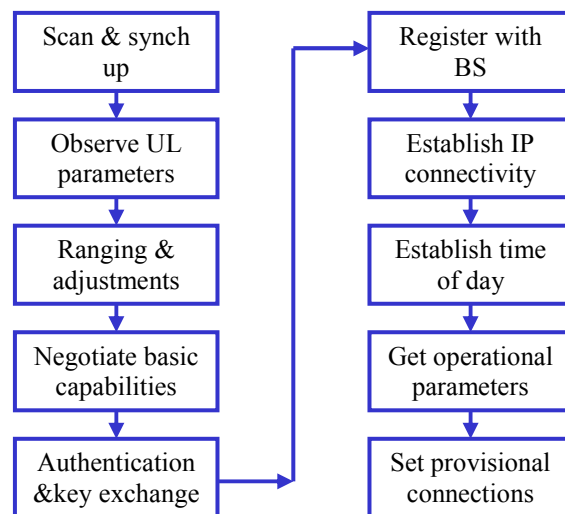 Scan & synch
up
Observe UL
parameters
Ranging &
adjustments
Negotiate basic
capabilities
Authentication
&key exchange
Register with
BS
Establish IP
connectivity
Establish time
of day
Get operational
parameters
Set provisional
connections